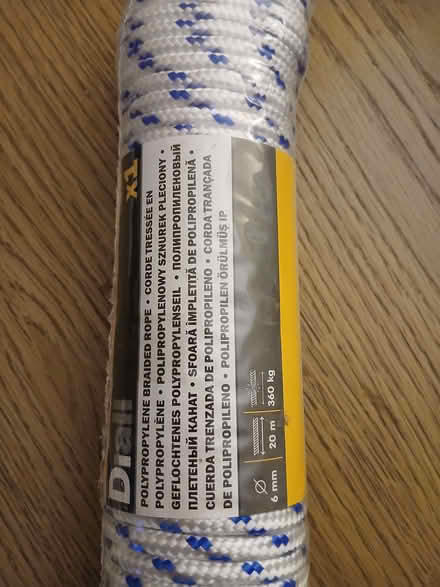 Diall
x1
POLYPROPYLENE BRAIDED ROPE • CORDE TRESSÉE EN
POLYPROPYLÈNE • POLIPROPYLENOWY SZNUREK PLECIONY •
GEFLOCHTENES POLYPROPYLENSEIL • ПОЛИПРОПИЛЕНОВЫЙ
ПЛЕТЕНЫЙ КАНАТ • SFOARĂ ÎMPLETITĂ DE POLIPROPILENĂ •
CUERDA TRENZADA DE POLIPROPILENO • CORDA TRANÇADA
DE POLIPROPILENO • POLIPROPILEN ÖRÜLMÜŞ IP
6 mm
20 m
360 kg